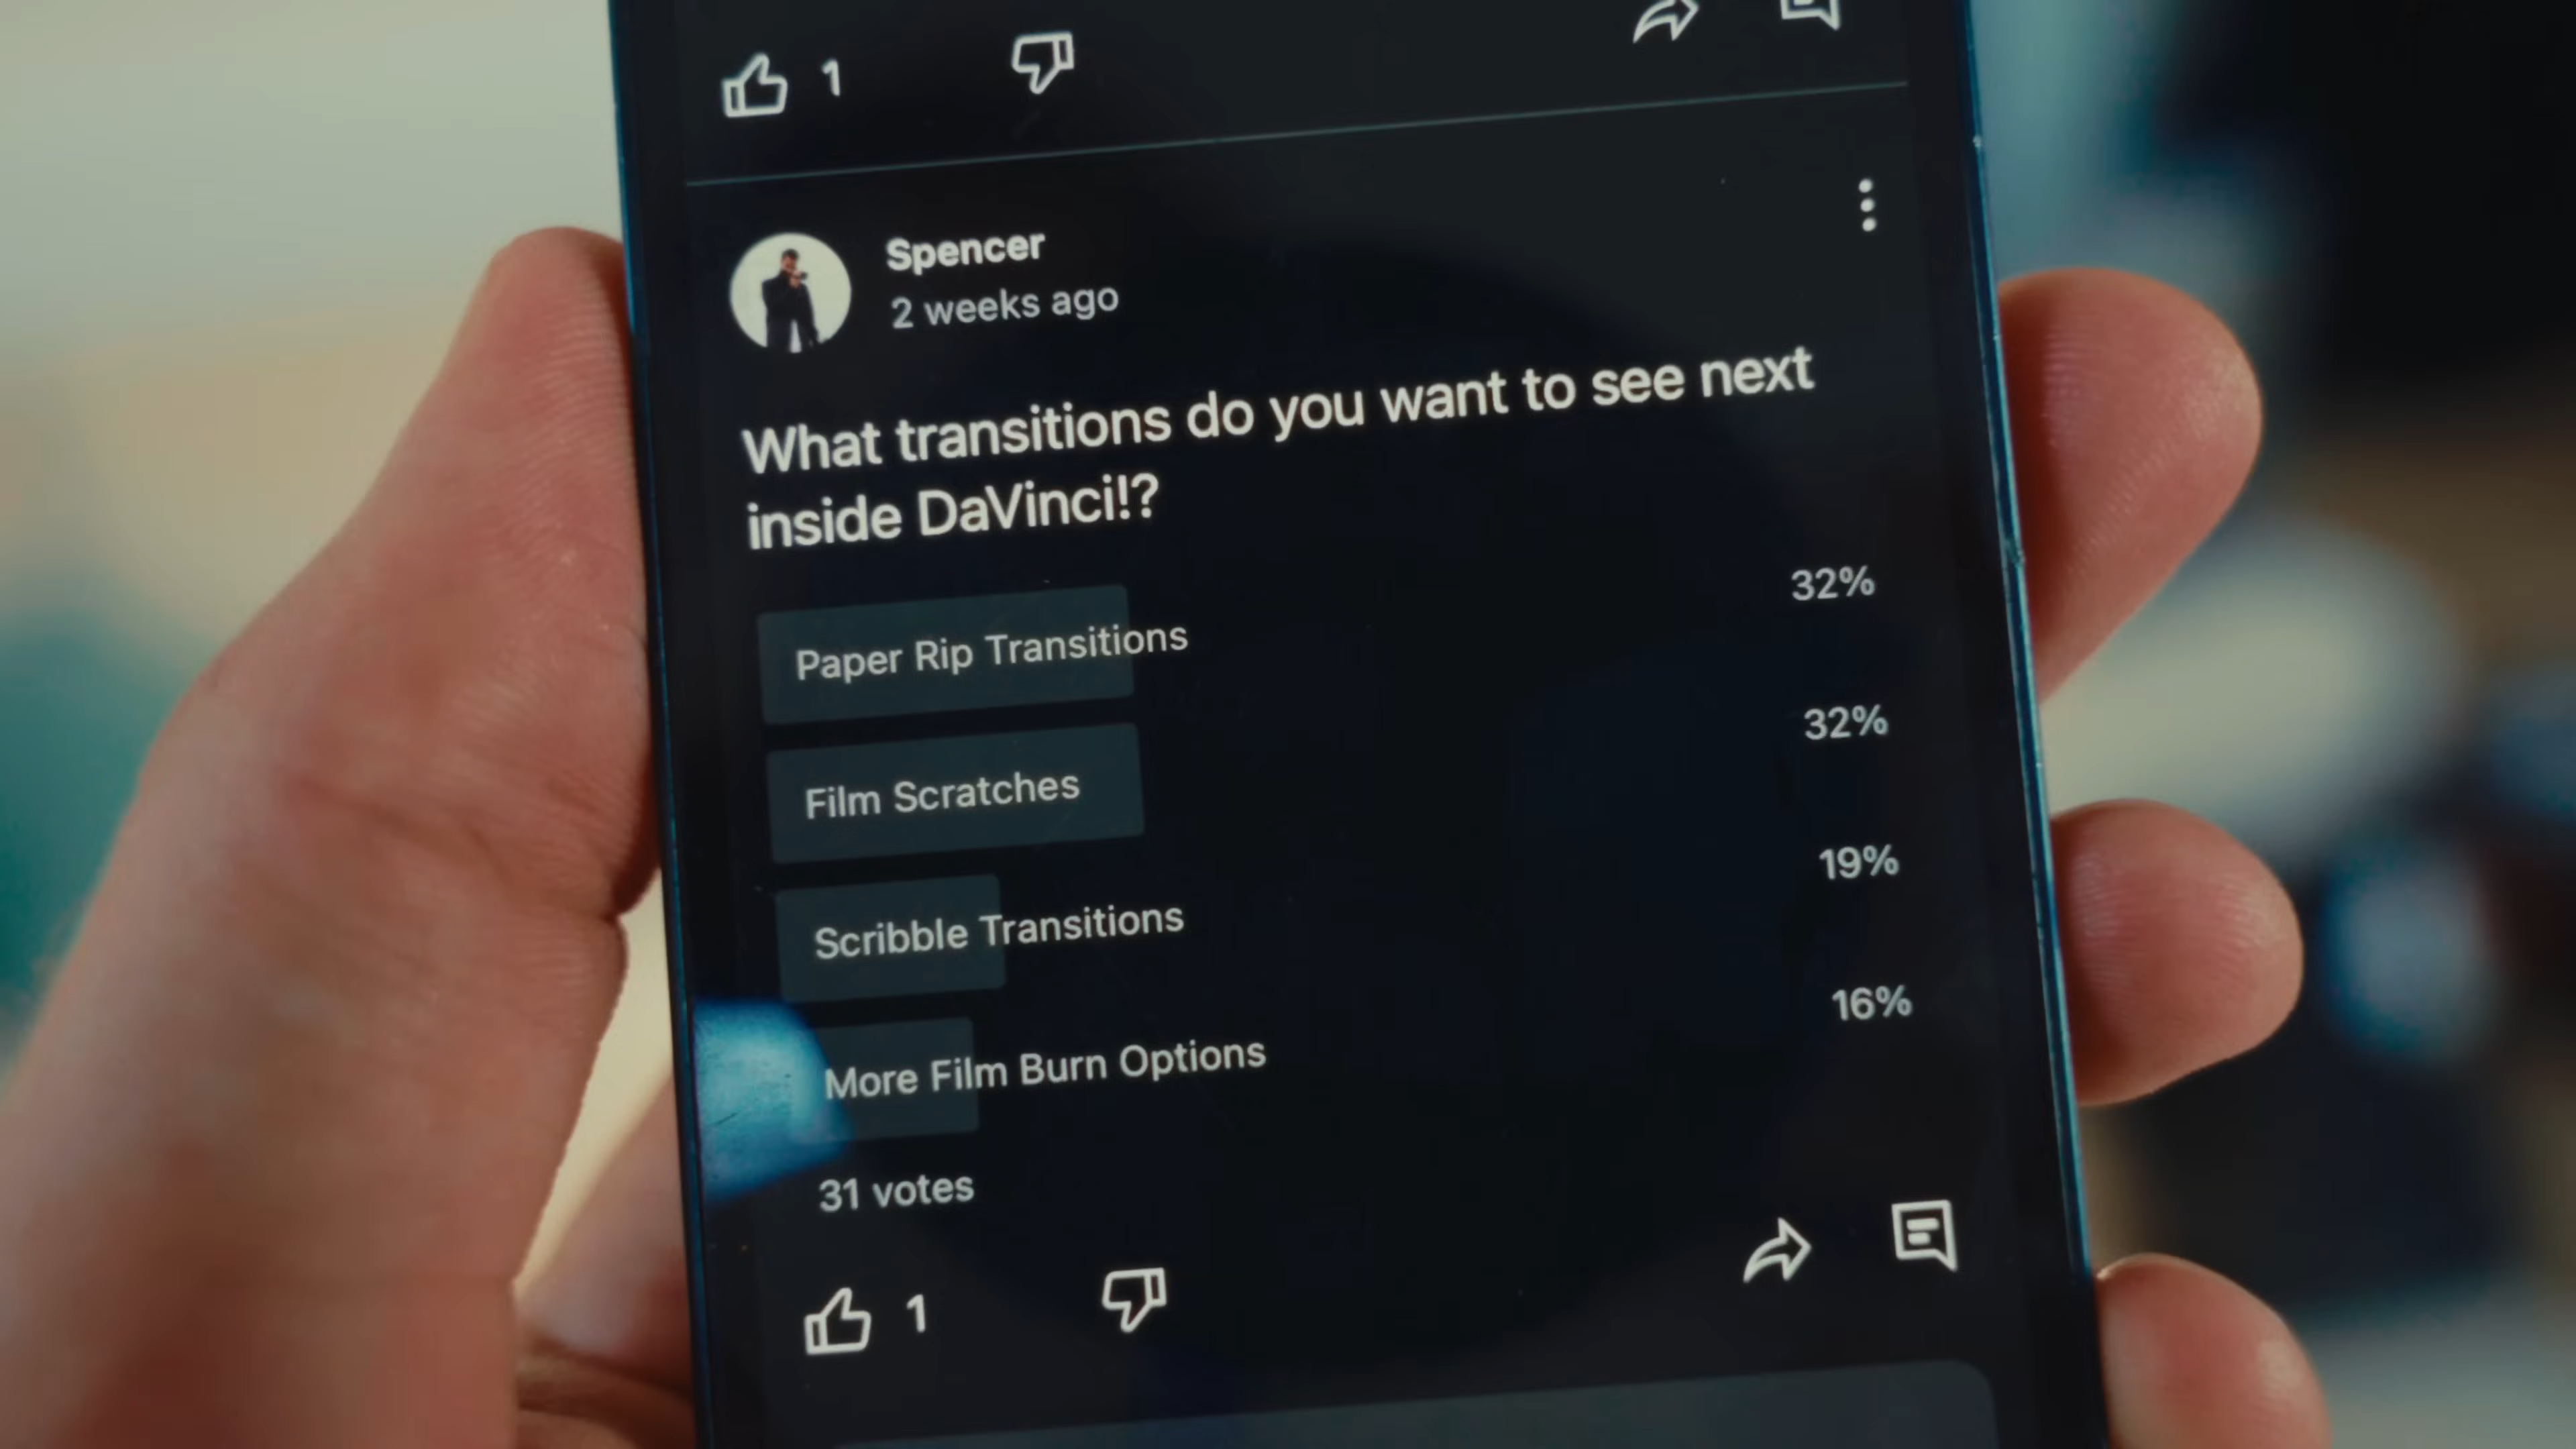 1
Spencer
2 weeks ago
What transitions do you want to see next
inside DaVinci!?
Paper Rip Transitions 32%
Film Scratches 32%
Scribble Transitions 19%
More Film Burn Options 16%
31 votes
1